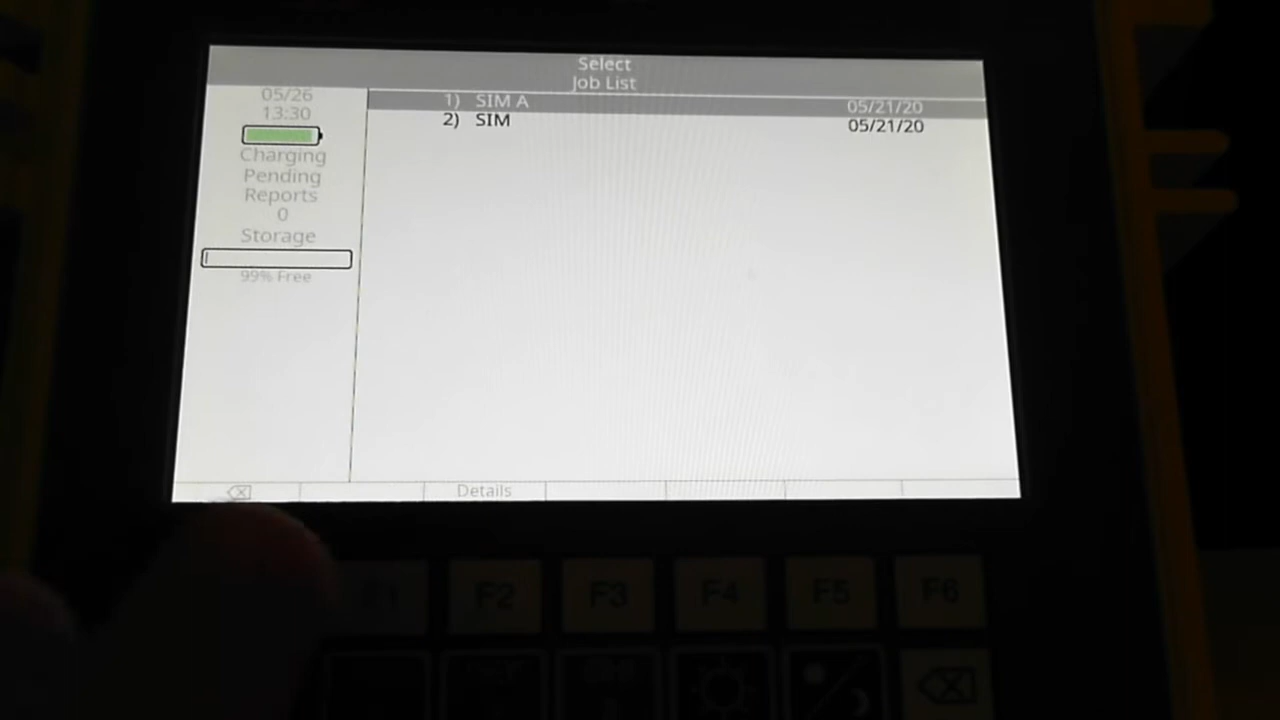 Select
Job List
05/26
13:30
Charging
Pending
Reports
0
Storage
99% Free
1) SIM A 05/21/20
2) SIM 05/21/20
Details
F1 F2 F3 F4 F5 F6